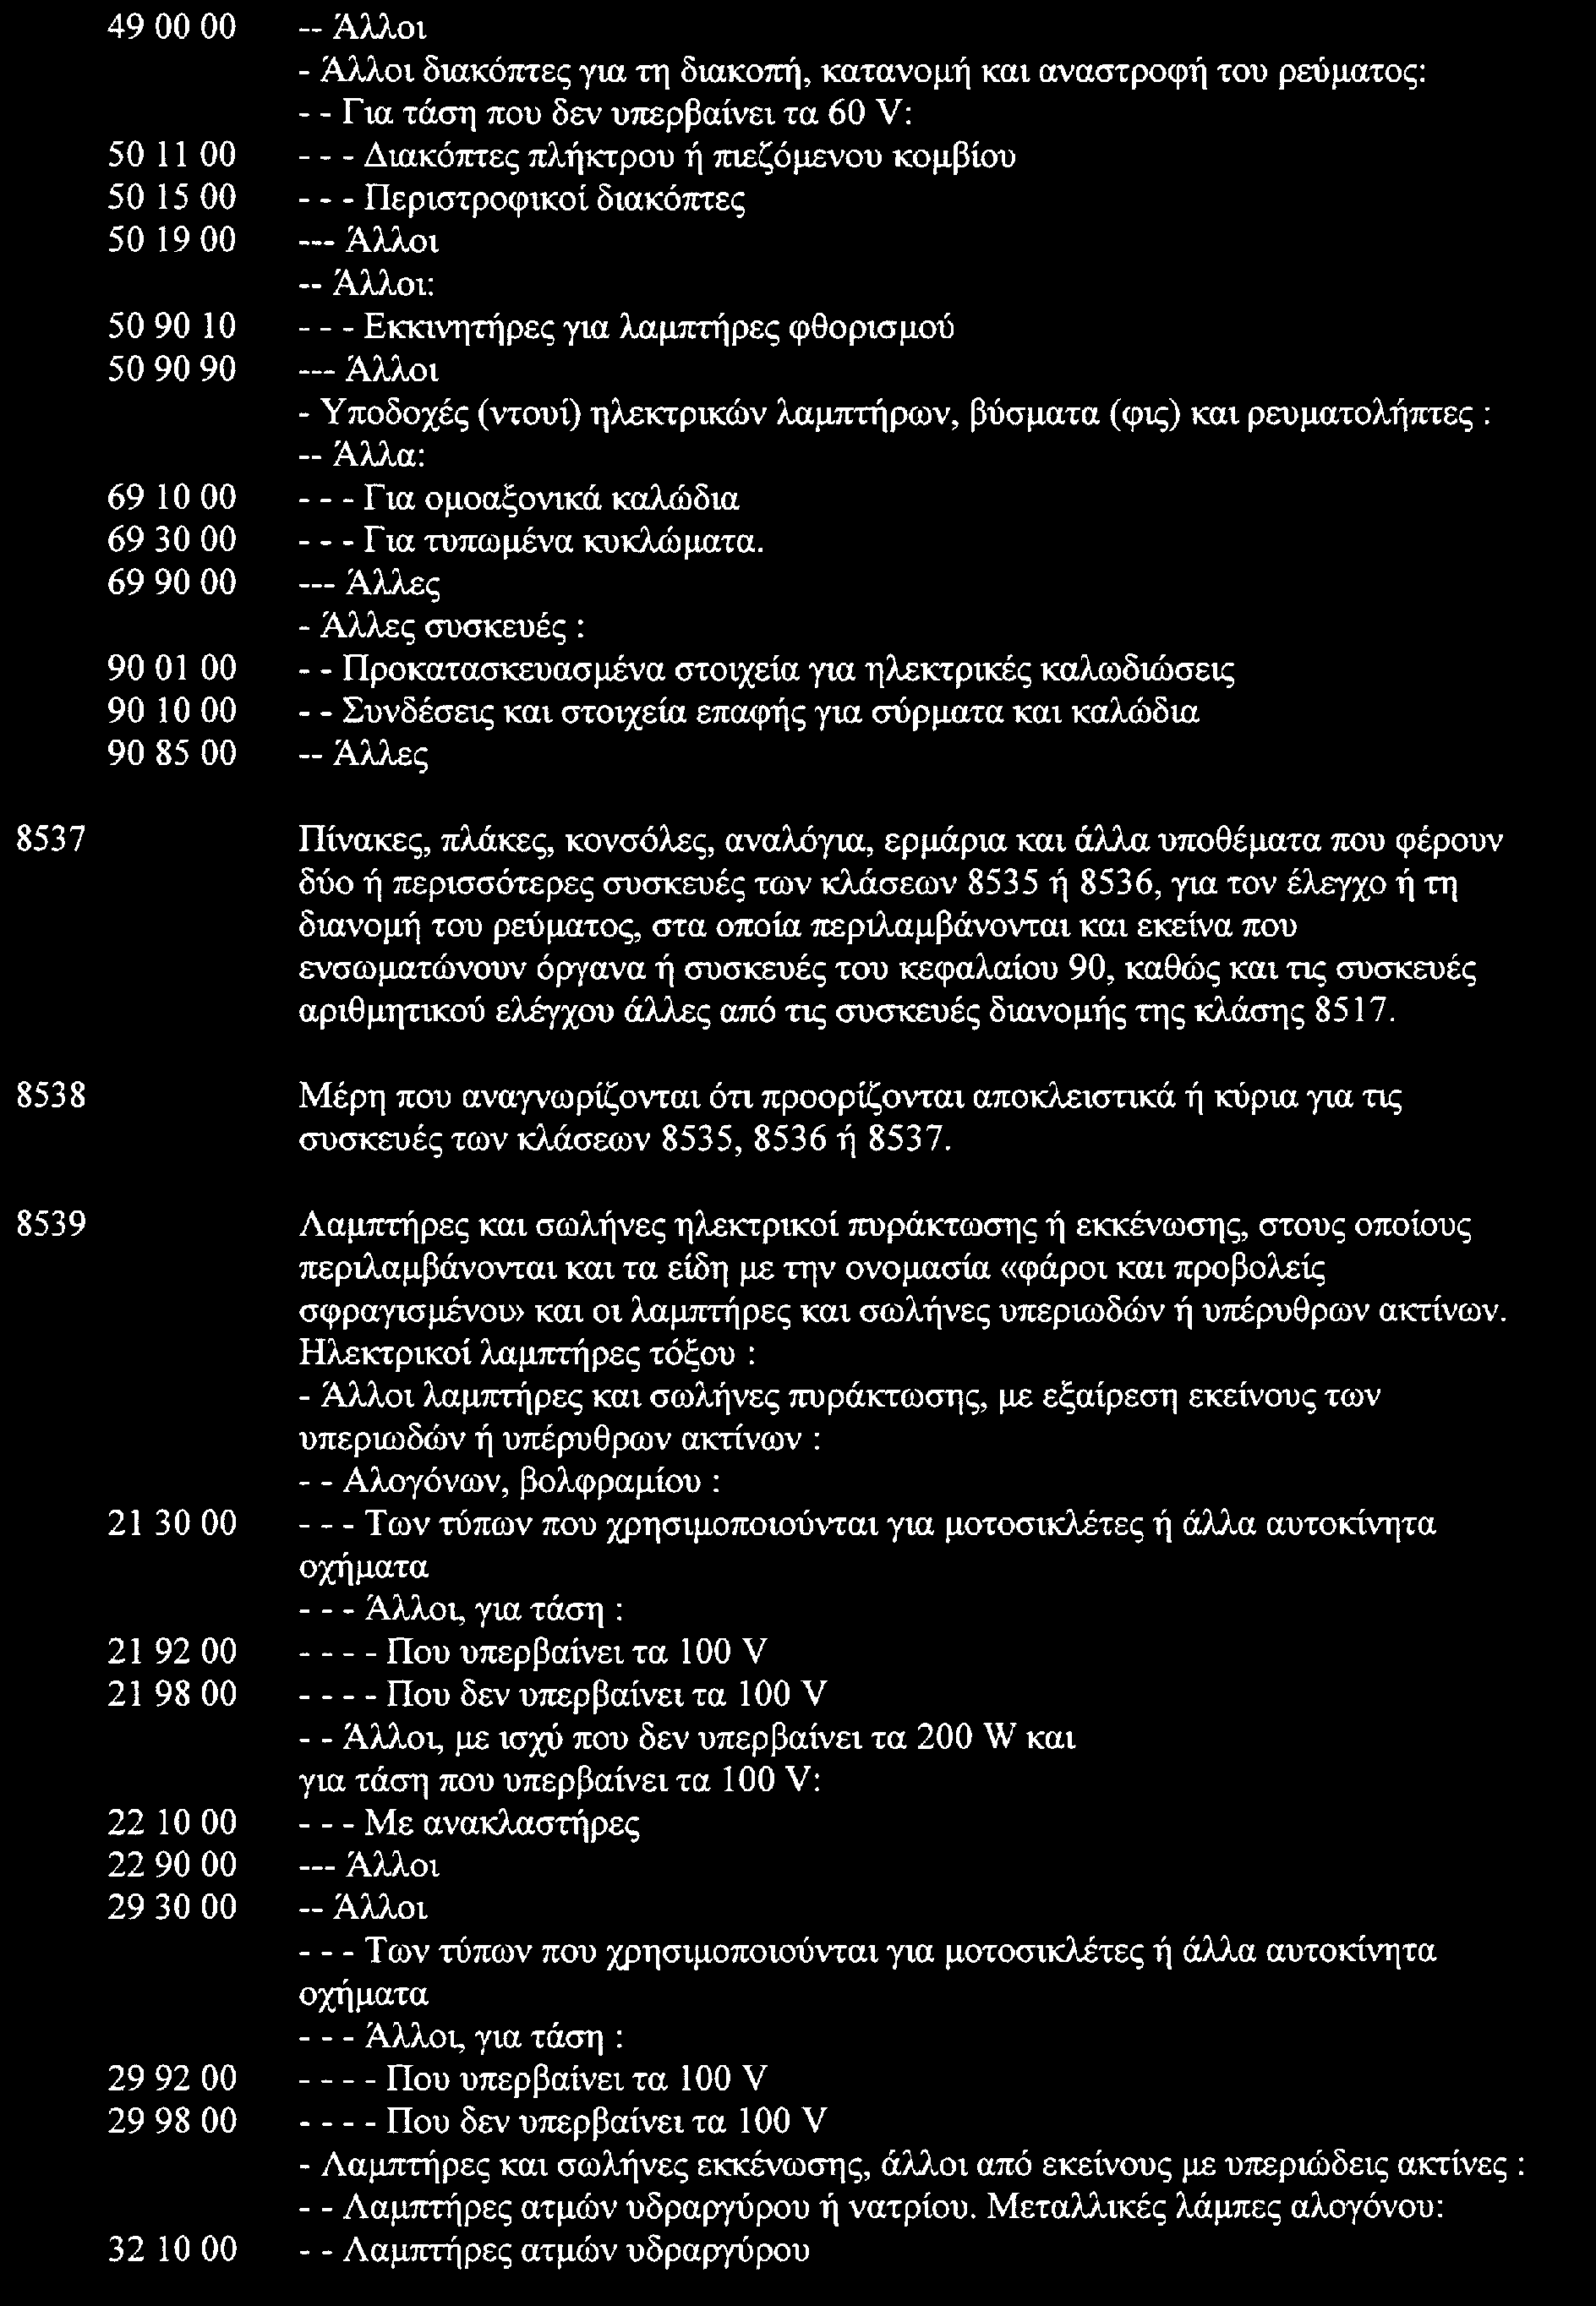 49 00 00 -- Άλλοι
- Άλλοι διακόπτες για τη διακοπή, κατανομή και αναστροφή του ρεύματος:
- - Για τάση που δεν υπερβαίνει τα 60 V:
50 11 00 - - - Διακόπτες πλήκτρου ή πιεζόμενου κομβίου
50 15 00 - - - Περιστροφικοί διακόπτες
50 19 00 --- Άλλοι
-- Άλλοι:
50 90 10 - - - Εκκινητήρες για λαμπτήρες φθορισμού
50 90 90 --- Άλλοι
- Υποδοχές (ντουί) ηλεκτρικών λαμπτήρων, βύσματα (φις) και ρευματολήπτες :
-- Άλλα:
69 10 00 - - - Για ομοαξονικά καλώδια
69 30 00 - - - Για τυπωμένα κυκλώματα.
69 90 00 --- Άλλες
- Άλλες συσκευές :
90 01 00 - - Προκατασκευασμένα στοιχεία για ηλεκτρικές καλωδιώσεις
90 10 00 - - Συνδέσεις και στοιχεία επαφής για σύρματα και καλώδια
90 85 00 -- Άλλες
8537 Πίνακες, πλάκες, κονσόλες, αναλόγια, ερμάρια και άλλα υποθέματα που φέρουν
δύο ή περισσότερες συσκευές των κλάσεων 8535 ή 8536, για τον έλεγχο ή τη
διανομή του ρεύματος, στα οποία περιλαμβάνονται και εκείνα που
ενσωματώνουν όργανα ή συσκευές του κεφαλαίου 90, καθώς και τις συσκευές
αριθμητικού ελέγχου άλλες από τις συσκευές διανομής της κλάσης 8517.
8538 Μέρη που αναγνωρίζονται ότι προορίζονται αποκλειστικά ή κύρια για τις
συσκευές των κλάσεων 8535, 8536 ή 8537.
8539 Λαμπτήρες και σωλήνες ηλεκτρικοί πυράκτωσης ή εκκένωσης, στους οποίους
περιλαμβάνονται και τα είδη με την ονομασία «φάροι και προβολείς
σφραγισμένοι» και οι λαμπτήρες και σωλήνες υπεριωδών ή υπέρυθρων ακτίνων.
Ηλεκτρικοί λαμπτήρες τόξου :
- Άλλοι λαμπτήρες και σωλήνες πυράκτωσης, με εξαίρεση εκείνους των
υπεριωδών ή υπέρυθρων ακτίνων :
- - Αλογόνων, βολφραμίου :
21 30 00 - - - Των τύπων που χρησιμοποιούνται για μοτοσικλέτες ή άλλα αυτοκίνητα
οχήματα
- - - Άλλοι, για τάση :
21 92 00 - - - - Που υπερβαίνει τα 100 V
21 98 00 - - - - Που δεν υπερβαίνει τα 100 V
- - Άλλοι, με ισχύ που δεν υπερβαίνει τα 200 W και
για τάση που υπερβαίνει τα 100 V:
22 10 00 - - - Με ανακλαστήρες
22 90 00 --- Άλλοι
29 30 00 -- Άλλοι
- - - Των τύπων που χρησιμοποιούνται για μοτοσικλέτες ή άλλα αυτοκίνητα
οχήματα
- - - Άλλοι, για τάση :
29 92 00 - - - - Που υπερβαίνει τα 100 V
29 98 00 - - - - Που δεν υπερβαίνει τα 100 V
- Λαμπτήρες και σωλήνες εκκένωσης, άλλοι από εκείνους με υπεριώδεις ακτίνες :
- - Λαμπτήρες ατμών υδραργύρου ή νατρίου. Μεταλλικές λάμπες αλογόνου:
32 10 00 - - Λαμπτήρες ατμών υδραργύρου